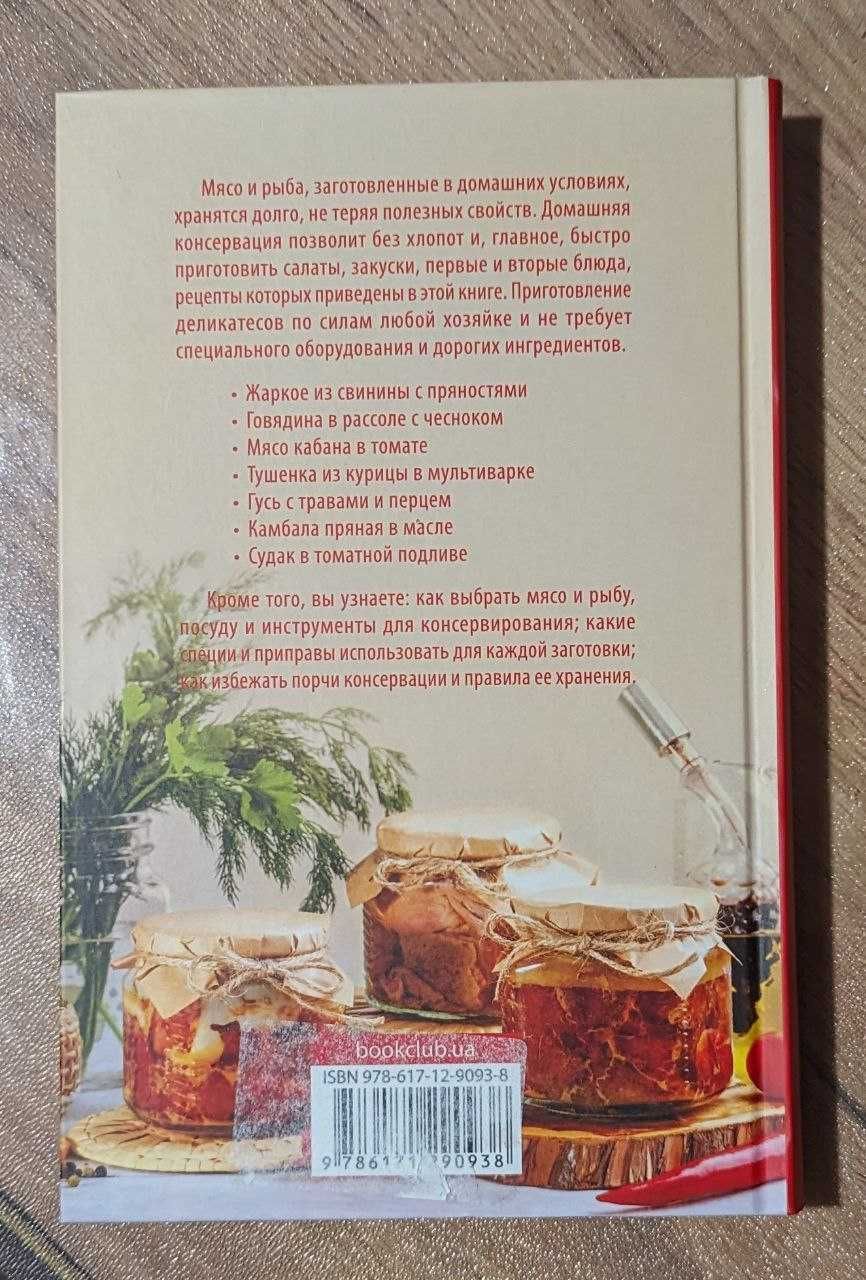 Мясо и рыба, заготовленные в домашних условиях,
хранятся долго, не теряя полезных свойств. Домашняя
консервация позволит без хлопот и, главное, быстро
приготовить салаты, закуски, первые и вторые блюда,
рецепты которых приведены в этой книге. Приготовление
деликатесов по силам любой хозяйке и не требует
специального оборудования и дорогих ингредиентов.
• Жаркое из свинины с пряностями
• Говядина в рассоле с чесноком
• Мясо кабана в томате
• Тушенка из курицы в мультиварке
• Гусь с травами и перцем
• Камбала пряная в масле
• Судак в томатной подливе
Кроме того, вы узнаете: как выбрать мясо и рыбу,
посуду и инструменты для консервирования; какие
специи и приправы использовать для каждой заготовки;
как избежать порчи консервации и правила ее хранения.
bookclub.ua
ISBN 978-617-12-9093-8